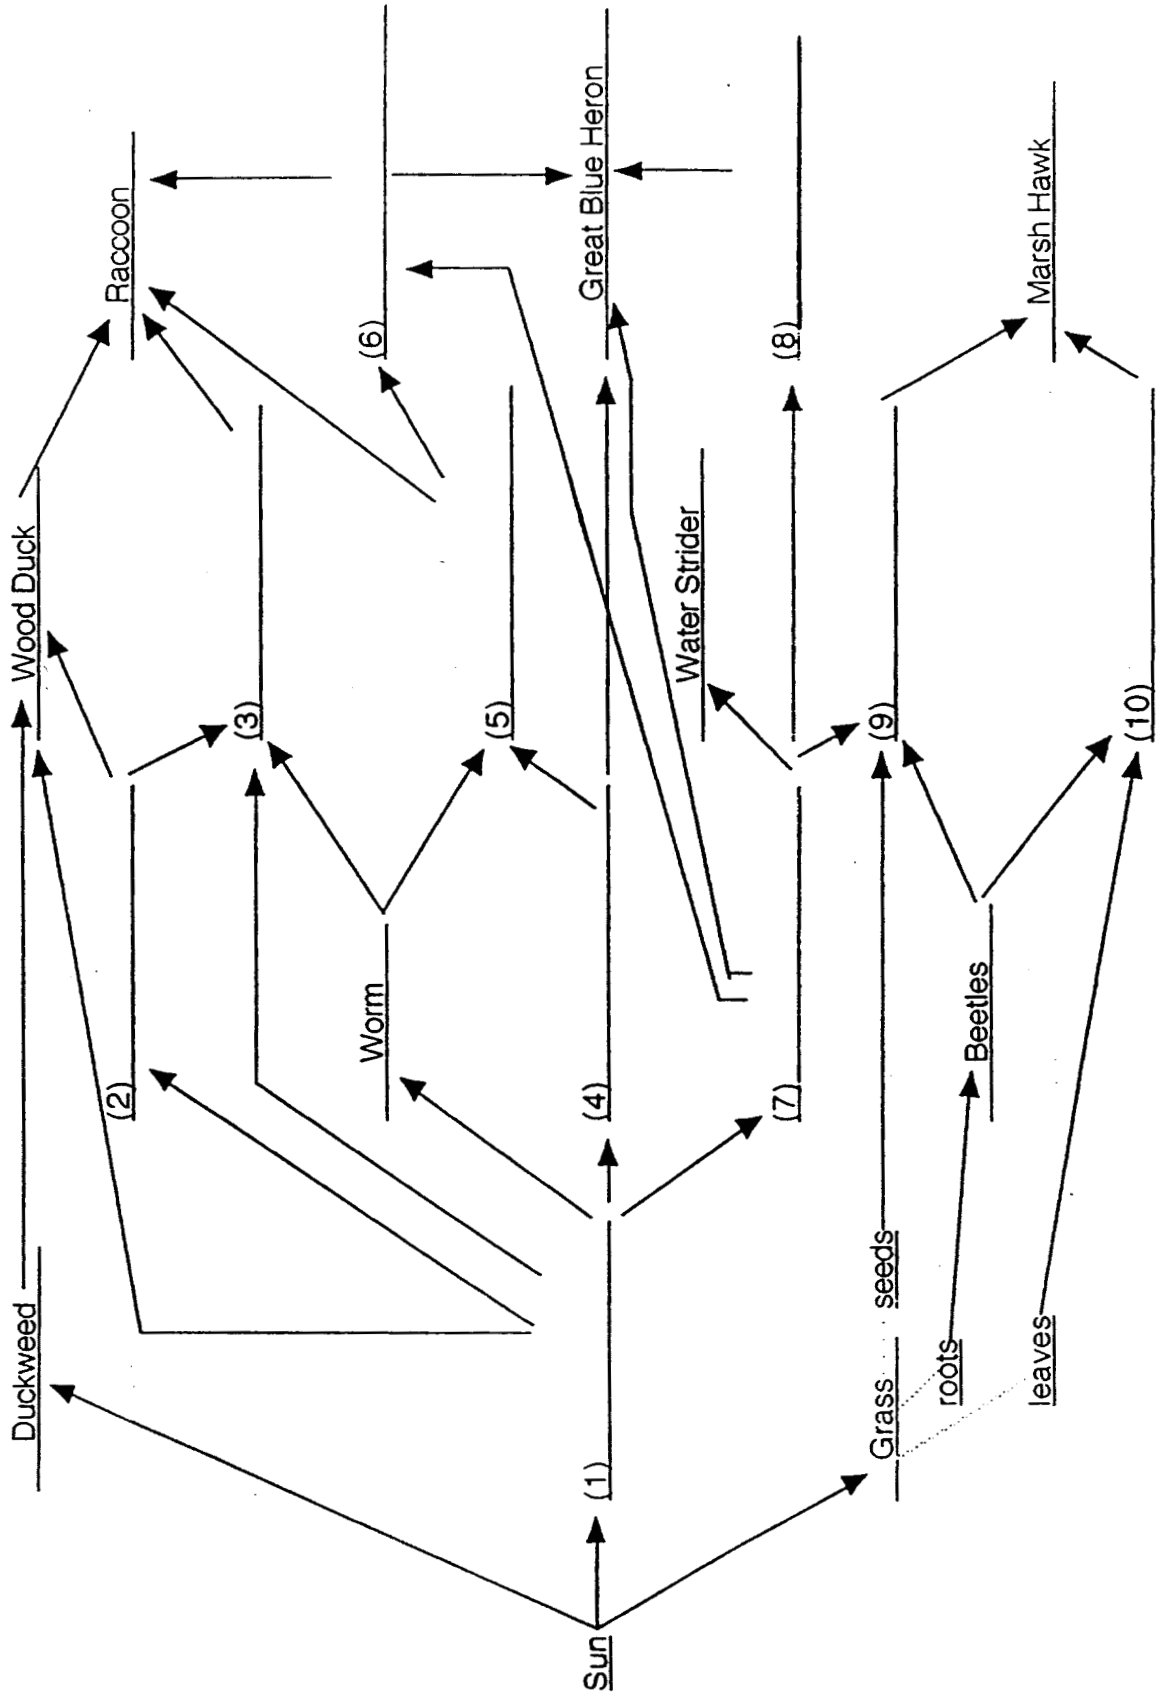 Duckweed
Wood Duck
Raccoon
(2)
(3)
Worm
(6)
(5)
Sun
(1)
(4)
Great Blue Heron
Water Strider
(7)
(8)
Grass seeds
(9)
roots
Beetles
leaves
Marsh Hawk
(10)